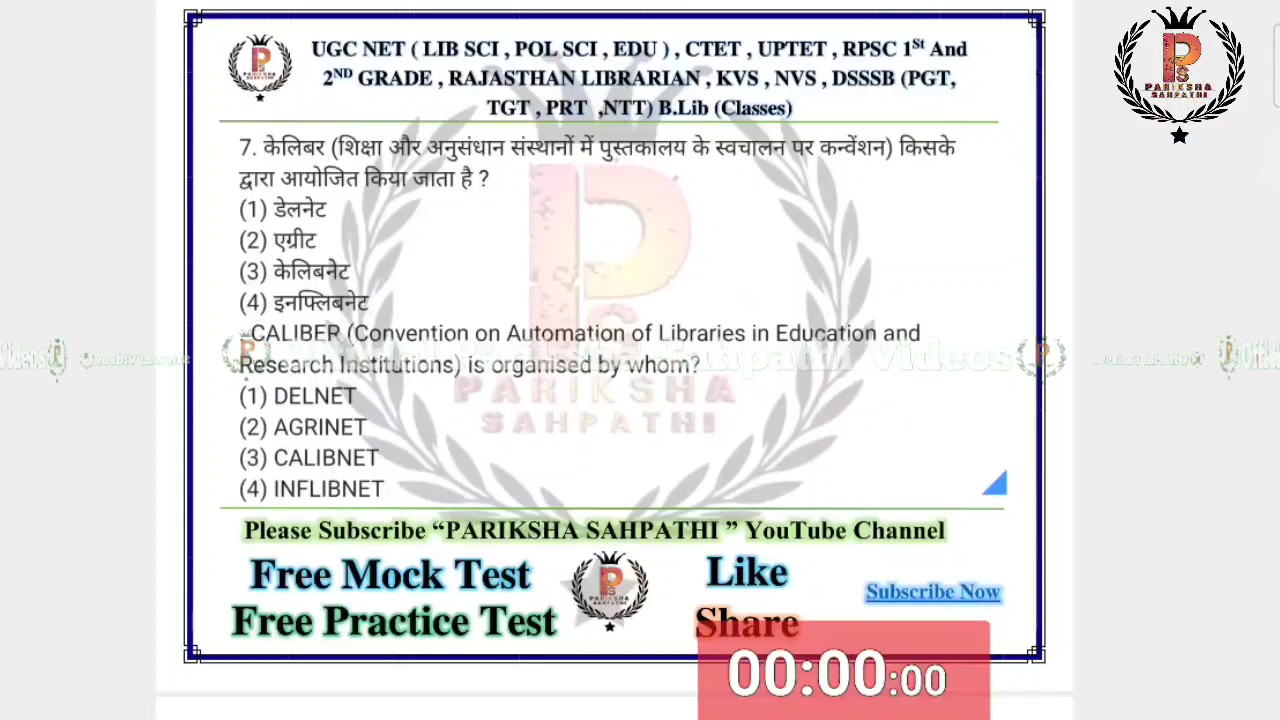 UGC NET ( LIB SCI , POL SCI , EDU ) , CTET , UPTET , RPSC 1St And
2ND GRADE , RAJASTHAN LIBRARIAN , KVS , NVS , DSSSB (PGT,
TGT , PRT ,NTT) B.Lib (Classes)
7. केलिबर (शिक्षा और अनुसंधान संस्थानों में पुस्तकालय के स्वचालन पर कन्वेंशन) किसके
द्वारा आयोजित किया जाता है ?
(1) डेलनेट
(2) एग्रीट
(3) केलिबनेट
(4) इनफ्लिबनेट
CALIBER (Convention on Automation of Libraries in Education and
Research Institutions) is organised by whom?
(1) DELNET
(2) AGRINET
(3) CALIBNET
(4) INFLIBNET
PARIKSHA
SAHPATHI
Please Subscribe “PARIKSHA SAHPATHI ” YouTube Channel
Free Mock Test
Like
Subscribe Now
Free Practice Test
Share
00:00:00
PARIKSHA
SAHPATHI